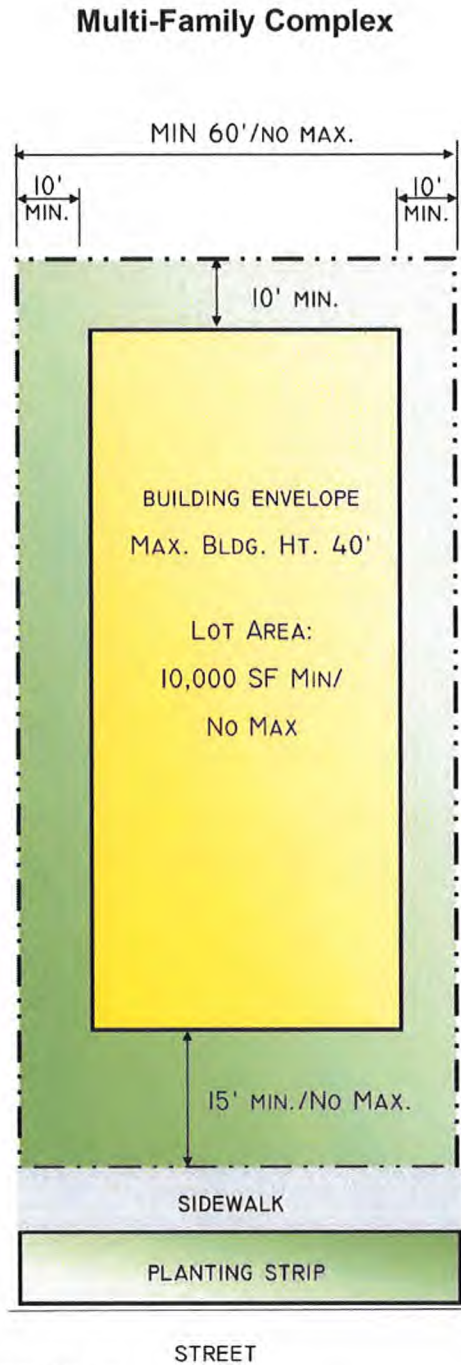 Multi-Family Complex
MIN 60'/NO MAX.
10'
MIN.
10'
MIN.
10' MIN.
BUILDING ENVELOPE
MAX. BLDG. HT. 40'
LOT AREA:
10,000 SF MIN/
NO MAX
15' MIN./NO MAX.
SIDEWALK
PLANTING STRIP
STREET